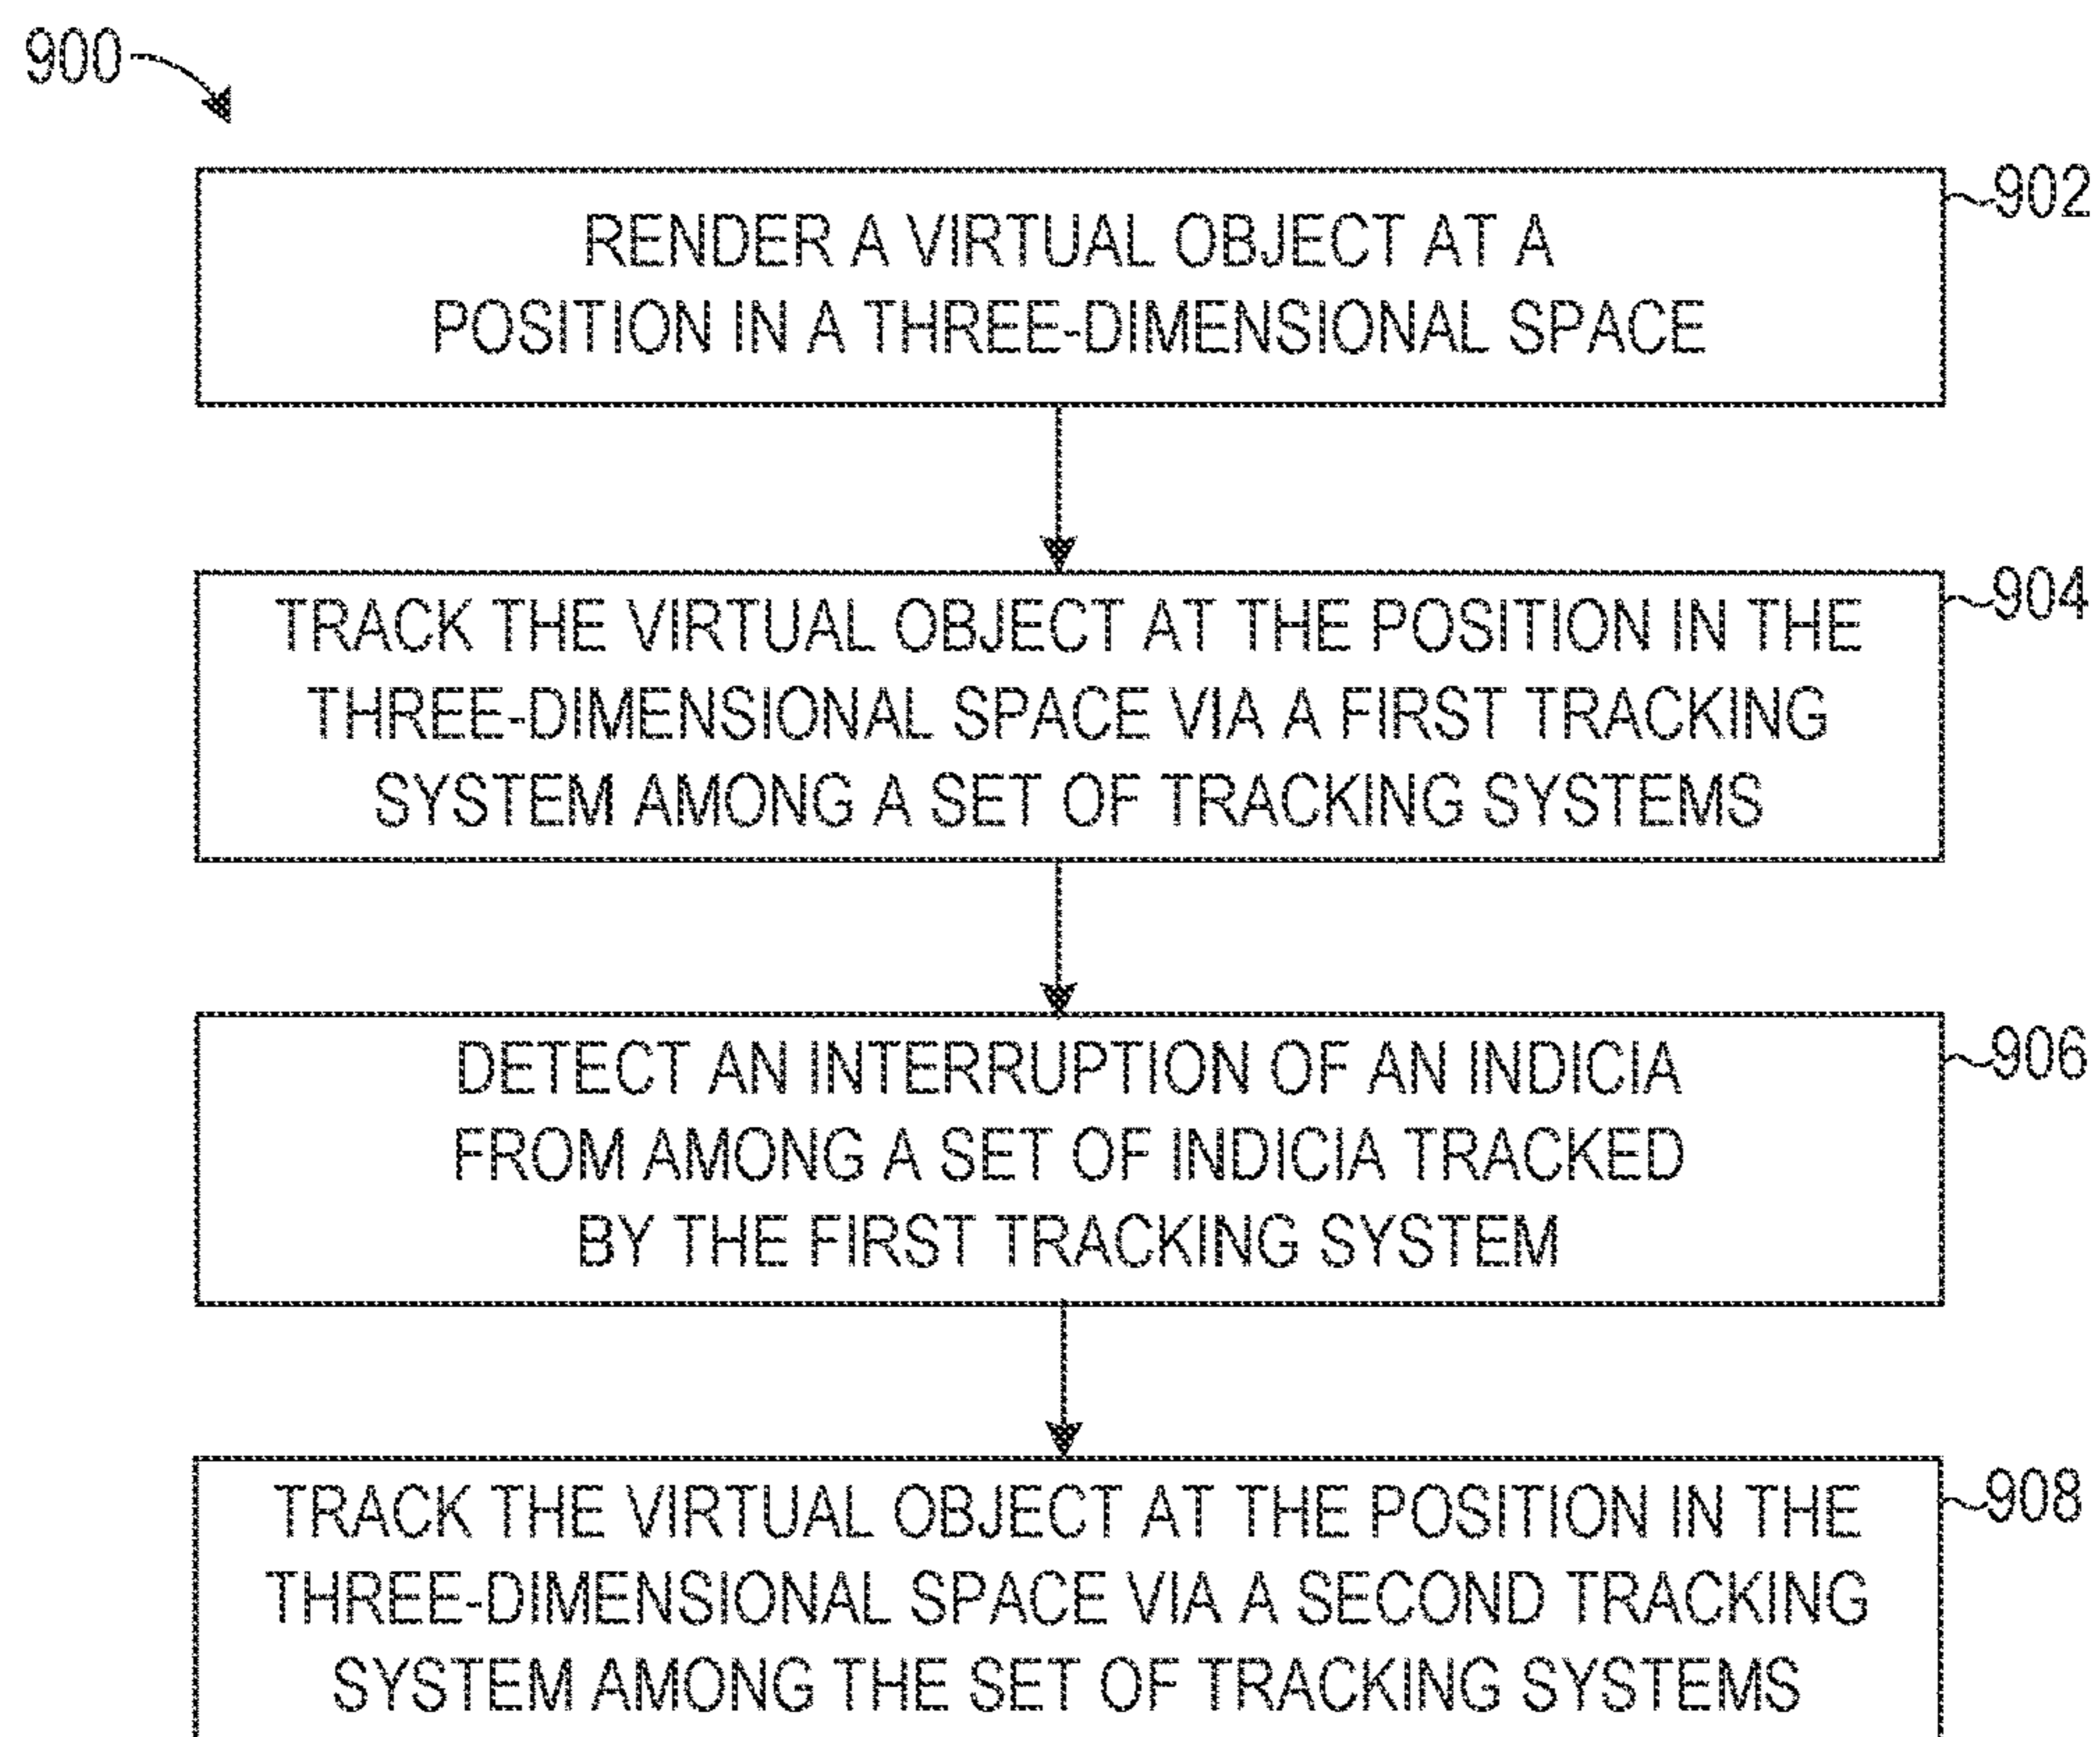 900
902
RENDER A VIRTUAL OBJECT AT A
POSITION IN A THREE-DIMENSIONAL SPACE
904
TRACK THE VIRTUAL OBJECT AT THE POSITION IN THE
THREE-DIMENSIONAL SPACE VIA A FIRST TRACKING
SYSTEM AMONG A SET OF TRACKING SYSTEMS
906
DETECT AN INTERRUPTION OF AN INDICIA
FROM AMONG A SET OF INDICIA TRACKED
BY THE FIRST TRACKING SYSTEM
908
TRACK THE VIRTUAL OBJECT AT THE POSITION IN THE
THREE-DIMENSIONAL SPACE VIA A SECOND TRACKING
SYSTEM AMONG THE SET OF TRACKING SYSTEMS